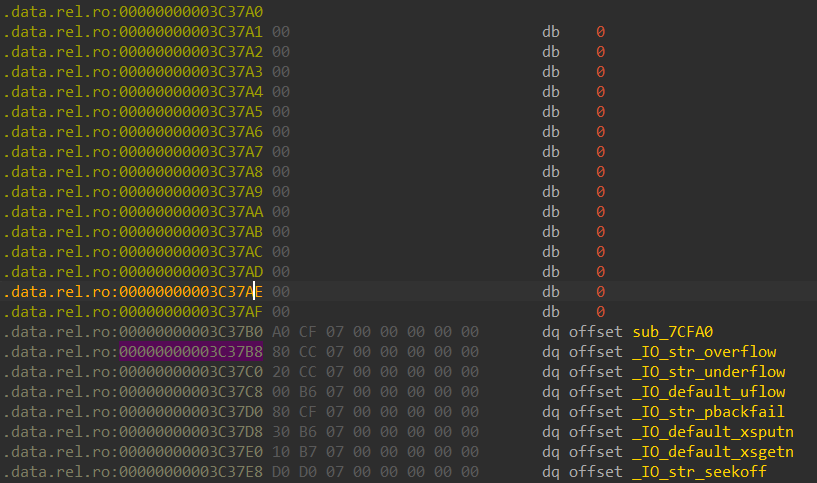 .data.rel.ro:00000000003C37A0
.data.rel.ro:00000000003C37A1 00 db 0
.data.rel.ro:00000000003C37A2 00 db 0
.data.rel.ro:00000000003C37A3 00 db 0
.data.rel.ro:00000000003C37A4 00 db 0
.data.rel.ro:00000000003C37A5 00 db 0
.data.rel.ro:00000000003C37A6 00 db 0
.data.rel.ro:00000000003C37A7 00 db 0
.data.rel.ro:00000000003C37A8 00 db 0
.data.rel.ro:00000000003C37A9 00 db 0
.data.rel.ro:00000000003C37AA 00 db 0
.data.rel.ro:00000000003C37AB 00 db 0
.data.rel.ro:00000000003C37AC 00 db 0
.data.rel.ro:00000000003C37AD 00 db 0
.data.rel.ro:00000000003C37AE 00 db 0
.data.rel.ro:00000000003C37AF 00 db 0
.data.rel.ro:00000000003C37B0 A0 CF 07 00 00 00 00 00 dq offset sub_7CFA0
.data.rel.ro:00000000003C37B8 80 CC 07 00 00 00 00 00 dq offset _IO_str_overflow
.data.rel.ro:00000000003C37C0 20 CC 07 00 00 00 00 00 dq offset _IO_str_underflow
.data.rel.ro:00000000003C37C8 00 B6 07 00 00 00 00 00 dq offset _IO_default_uflow
.data.rel.ro:00000000003C37D0 80 CF 07 00 00 00 00 00 dq offset _IO_str_pbackfail
.data.rel.ro:00000000003C37D8 30 B6 07 00 00 00 00 00 dq offset _IO_default_xsputn
.data.rel.ro:00000000003C37E0 10 B7 07 00 00 00 00 00 dq offset _IO_default_xsgetn
.data.rel.ro:00000000003C37E8 D0 D0 07 00 00 00 00 00 dq offset _IO_str_seekoff